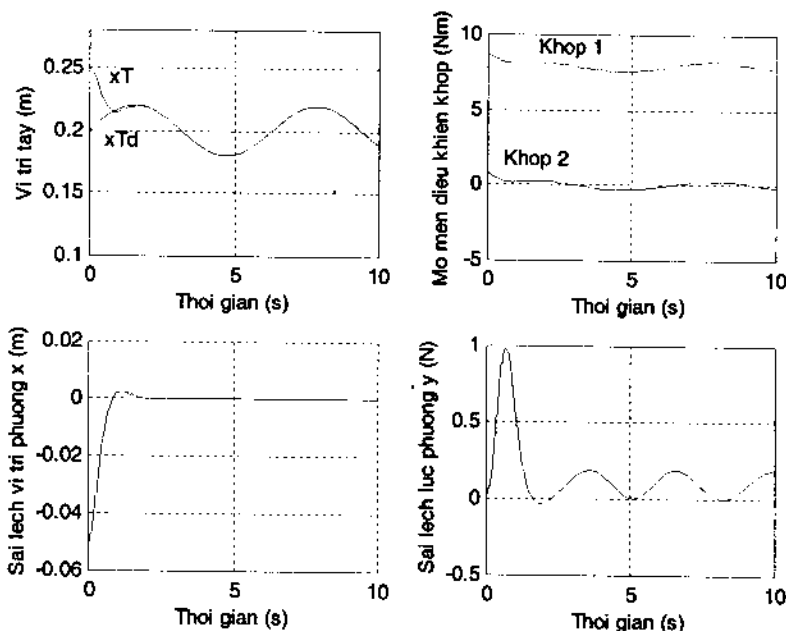 Vi tri tay (m)
0.25
0.2
0.15
0.1
xT
xTd
0
5
10
Thoi gian (s)
Mo men dieu khien khop (Nm)
10
5
0
-5
Khop 1
Khop 2
0
5
10
Thoi gian (s)
Sai lech vi tri phuong x (m)
0.02
0
-0.02
-0.04
-0.06
0
5
10
Thoi gian (s)
Sai lech luc phuong y (N)
1
0.5
0
-0.5
0
5
10
Thoi gian (s)